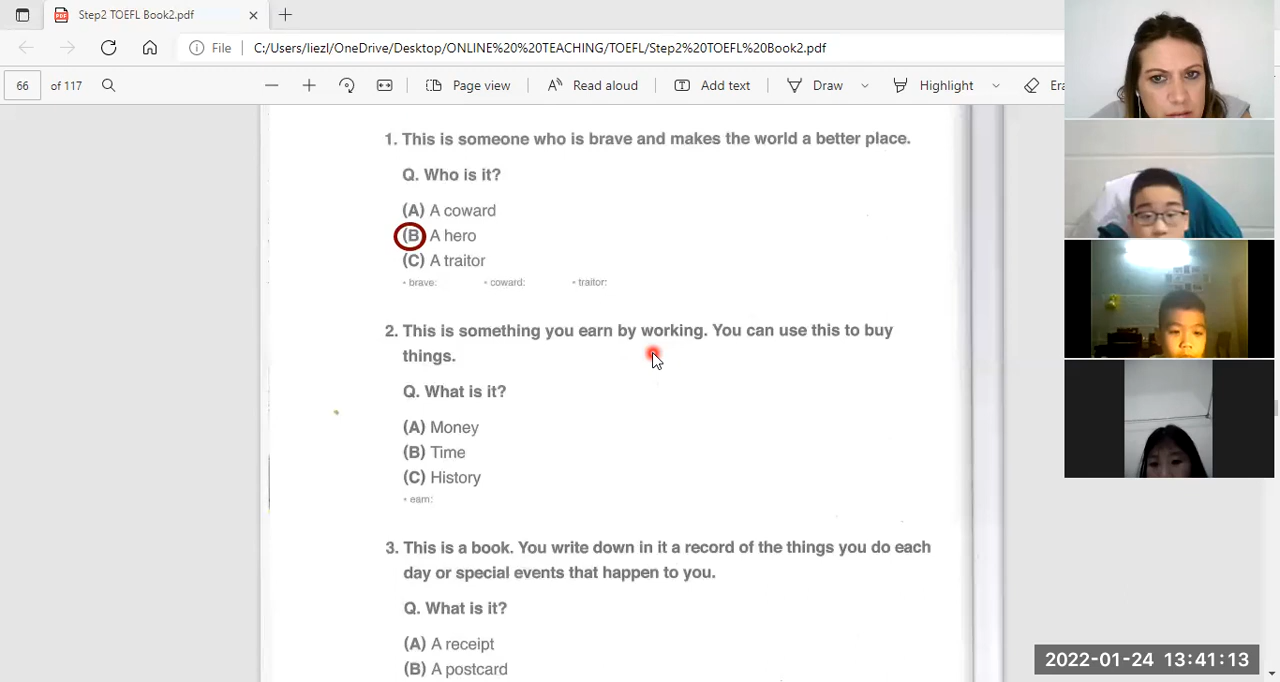 Step2 TOEFL Book2.pdf
File C:/Users/liezl/OneDrive/Desktop/ONLINE%20%20TEACHING/TOEFL/Step2%20TOEFL%20Book2.pdf
66 of 117 Page view Read aloud Add text Draw Highlight Era
1. This is someone who is brave and makes the world a better place.
Q. Who is it?
(A) A coward
(B A hero
(C) A traitor
• brave: • coward: • traitor:
2. This is something you earn by working. You can use this to buy
things.
Q. What is it?
(A) Money
(B) Time
(C) History
• earn:
3. This is a book. You write down in it a record of the things you do each
day or special events that happen to you.
Q. What is it?
(A) A receipt
(B) A postcard
2022-01-24 13:41:13